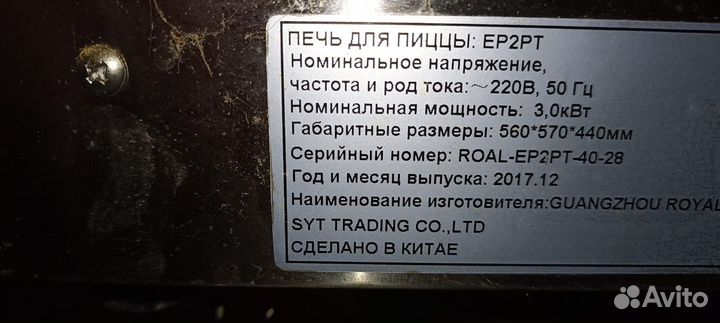 ПЕЧЬ ДЛЯ ПИЦЦЫ: EP2PT
Номинальное напряжение,
частота и род тока:~220В, 50 Гц
Номинальная мощность: 3,0кВт
Габаритные размеры: 560*570*440мм
Серийный номер: ROAL-EP2PT-40-28
Год и месяц выпуска: 2017.12
Наименование изготовителя:GUANGZHOU ROYAL
SYT TRADING CO.,LTD
СДЕЛАНО В КИТАЕ
Avito